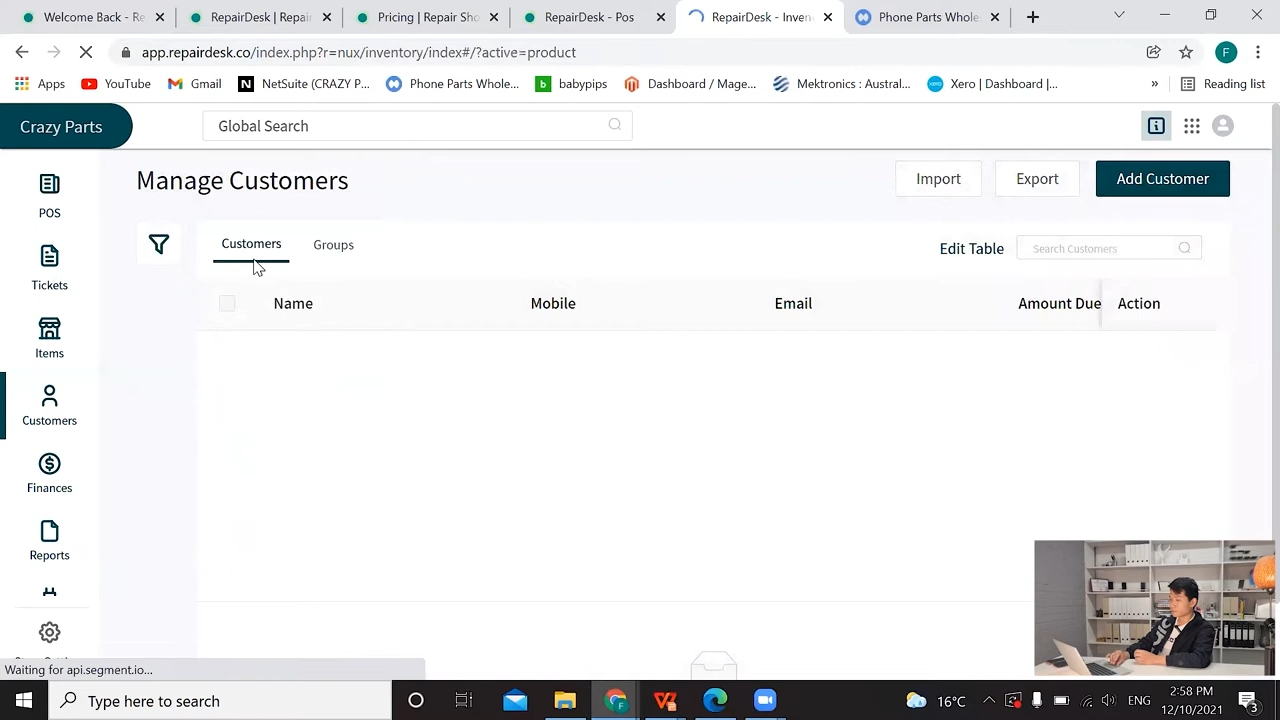 Welcome Back - Re
RepairDesk | Repair
Pricing | Repair Sho
RepairDesk - Pos
RepairDesk - Inven
Phone Parts Whole
app.repairdesk.co/index.php?r=nux/inventory/index#/?active=product
F
Apps
YouTube
Gmail
NetSuite (CRAZY P...
Phone Parts Whole...
babypips
Dashboard / Mage...
Mektronics : Austral...
Xero | Dashboard |...
»
Reading list
Crazy Parts
Global Search
Manage Customers
Import
Export
Add Customer
POS
Customers
Groups
Edit Table
Search Customers
Tickets
Name
Mobile
Email
Amount Due
Action
Items
Customers
Finances
Reports
Waiting for api.segment.io...
Type here to search
16°C
ENG
2:58 PM
12/10/2021
3